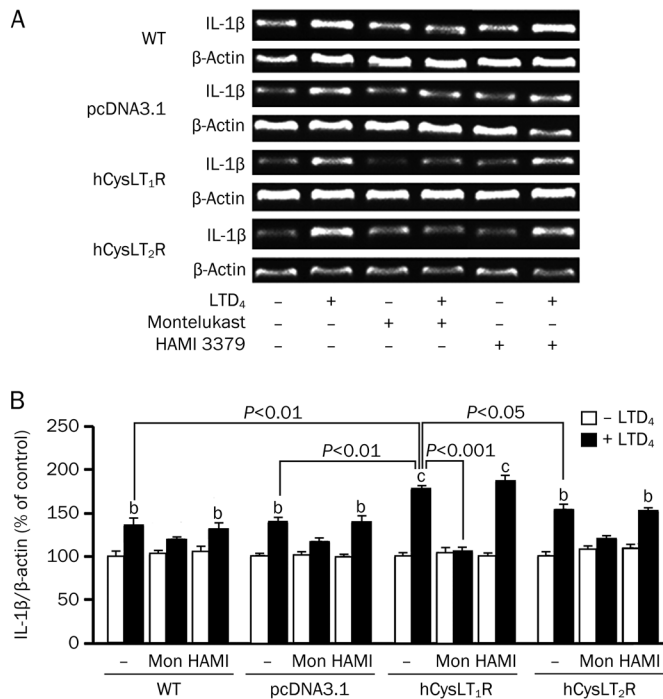 A
WT
IL-1β
β-Actin
pcDNA3.1
IL-1β
β-Actin
hCysLT₁R
IL-1β
β-Actin
hCysLT₂R
IL-1β
β-Actin
LTD₄ – + – + – +
Montelukast – – + + – –
HAMI 3379 – – – – + +
B
IL-1β/β-actin (% of control)
250
200
150
100
50
0
P<0.01
P<0.05
P<0.01
P<0.001
– LTD₄
+ LTD₄
b b b b c c b b
– Mon HAMI – Mon HAMI – Mon HAMI – Mon HAMI
WT pcDNA3.1 hCysLT₁R hCysLT₂R